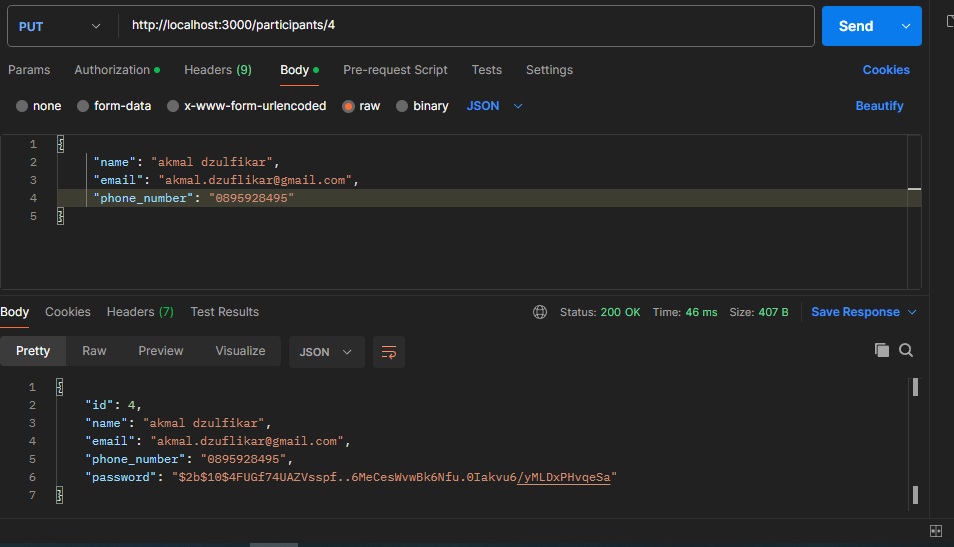 PUT http://localhost:3000/participants/4 Send
Params Authorization Headers (9) Body Pre-request Script Tests Settings Cookies
none form-data x-www-form-urlencoded raw binary JSON Beautify
1 {
2 "name": "akmal dzulfikar",
3 "email": "akmal.dzuflikar@gmail.com",
4 "phone_number": "0895928495"
5 }
Body Cookies Headers (7) Test Results Status: 200 OK Time: 46 ms Size: 407 B Save Response
Pretty Raw Preview Visualize JSON
1 {
2 "id": 4,
3 "name": "akmal dzulfikar",
4 "email": "akmal.dzuflikar@gmail.com",
5 "phone_number": "0895928495",
6 "password": "$2b$10$4FUGf74UAZVsspf..6MeCesWvwBk6Nfu.0Iakvu6/yMLDxPHvqeSa"
7 }